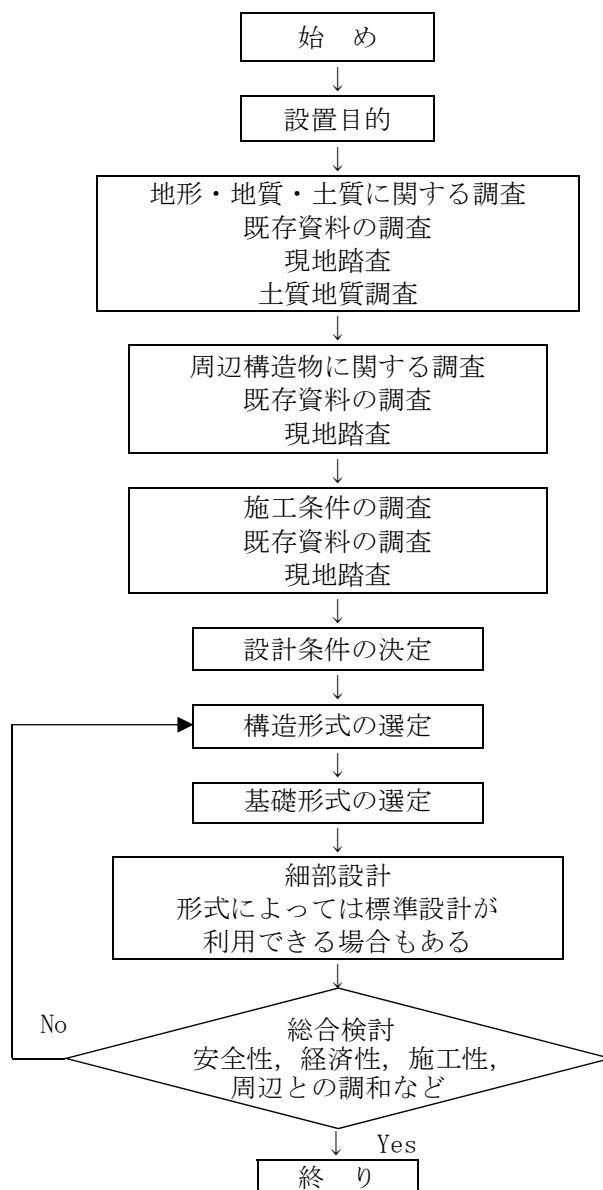 始　め
↓
設置目的
↓
地形・地質・土質に関する調査
既存資料の調査
現地踏査
土質地質調査
↓
周辺構造物に関する調査
既存資料の調査
現地踏査
↓
施工条件の調査
既存資料の調査
現地踏査
↓
設計条件の決定
↓
構造形式の選定
↓
基礎形式の選定
↓
細部設計
形式によっては標準設計が
利用できる場合もある
↓
No
総合検討
安全性，経済性，施工性，
周辺との調和など
↓ Yes
終　り